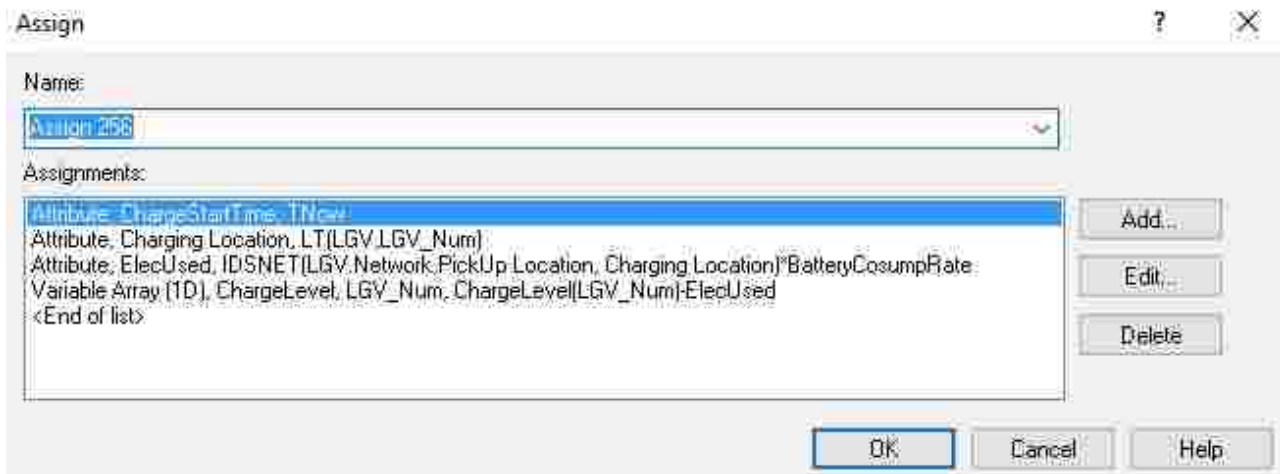 Assign
?
Name:
Assign 256
Assignments:
Attribute, ChargeStartTime, TNow
Attribute, Charging Location, LT(LGV,LGV_Num)
Attribute, ElecUsed, IDSNET(LGV.Network,PickUp Location, Charging Location)*BatteryCosumpRate
Variable Array (1D), ChargeLevel, LGV_Num, ChargeLevel(LGV_Num)-ElecUsed
<End of list>
Add...
Edit...
Delete
OK Cancel Help